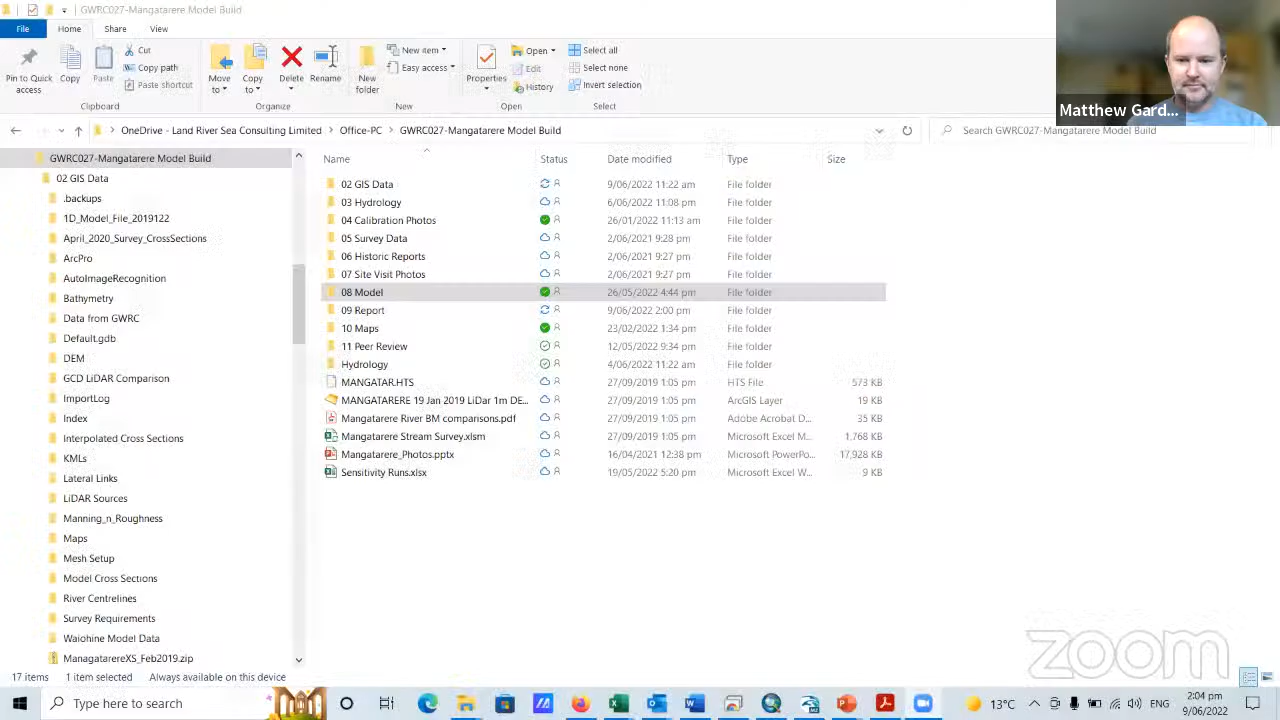 GWRC027-Mangatarere Model Build
File Home Share View
Pin to Quick access
Copy
Paste
Cut
Copy path
Paste shortcut
Move to
Copy to
Delete
Rename
New folder
New item
Easy access
Properties
Open
Edit
History
Select all
Select none
Invert selection
Clipboard Organize New Open Select
Matthew Gard...
OneDrive - Land River Sea Consulting Limited Office-PC GWRC027-Mangatarere Model Build
Search GWRC027-Mangatarere Model Build
GWRC027-Mangatarere Model Build
02 GIS Data
.backups
1D_Model_File_2019122
April_2020_Survey_CrossSections
ArcPro
AutoImageRecognition
Bathymetry
Data from GWRC
Default.gdb
DEM
GCD LiDAR Comparison
ImportLog
Index
Interpolated Cross Sections
KMLs
Lateral Links
LiDAR Sources
Manning_n_Roughness
Maps
Mesh Setup
Model Cross Sections
River Centrelines
Survey Requirements
Waiohine Model Data
ManagatarereXS_Feb2019.zip
Name Status Date modified Type Size
02 GIS Data 9/06/2022 11:22 am File folder
03 Hydrology 6/06/2022 11:08 pm File folder
04 Calibration Photos 26/01/2022 11:13 am File folder
05 Survey Data 2/06/2021 9:28 pm File folder
06 Historic Reports 2/06/2021 9:27 pm File folder
07 Site Visit Photos 2/06/2021 9:27 pm File folder
08 Model 26/05/2022 4:44 pm File folder
09 Report 9/06/2022 2:00 pm File folder
10 Maps 23/02/2022 1:34 pm File folder
11 Peer Review 12/05/2022 9:34 pm File folder
Hydrology 4/06/2022 11:22 am File folder
MANGATAR.HTS 27/09/2019 1:05 pm HTS File 573 KB
MANGATARERE 19 Jan 2019 LiDar 1m DE... 27/09/2019 1:05 pm ArcGIS Layer 19 KB
Mangatarere River BM comparisons.pdf 27/09/2019 1:05 pm Adobe Acrobat D... 35 KB
Mangatarere Stream Survey.xlsm 27/09/2019 1:05 pm Microsoft Excel M... 1,768 KB
Mangatarere_Photos.pptx 16/04/2021 12:38 pm Microsoft PowerPo... 17,928 KB
Sensitivity Runs.xlsx 19/05/2022 5:20 pm Microsoft Excel W... 9 KB
zoom
17 items 1 item selected Always available on this device
Type here to search
13°C
ENG
2:04 pm
9/06/2022